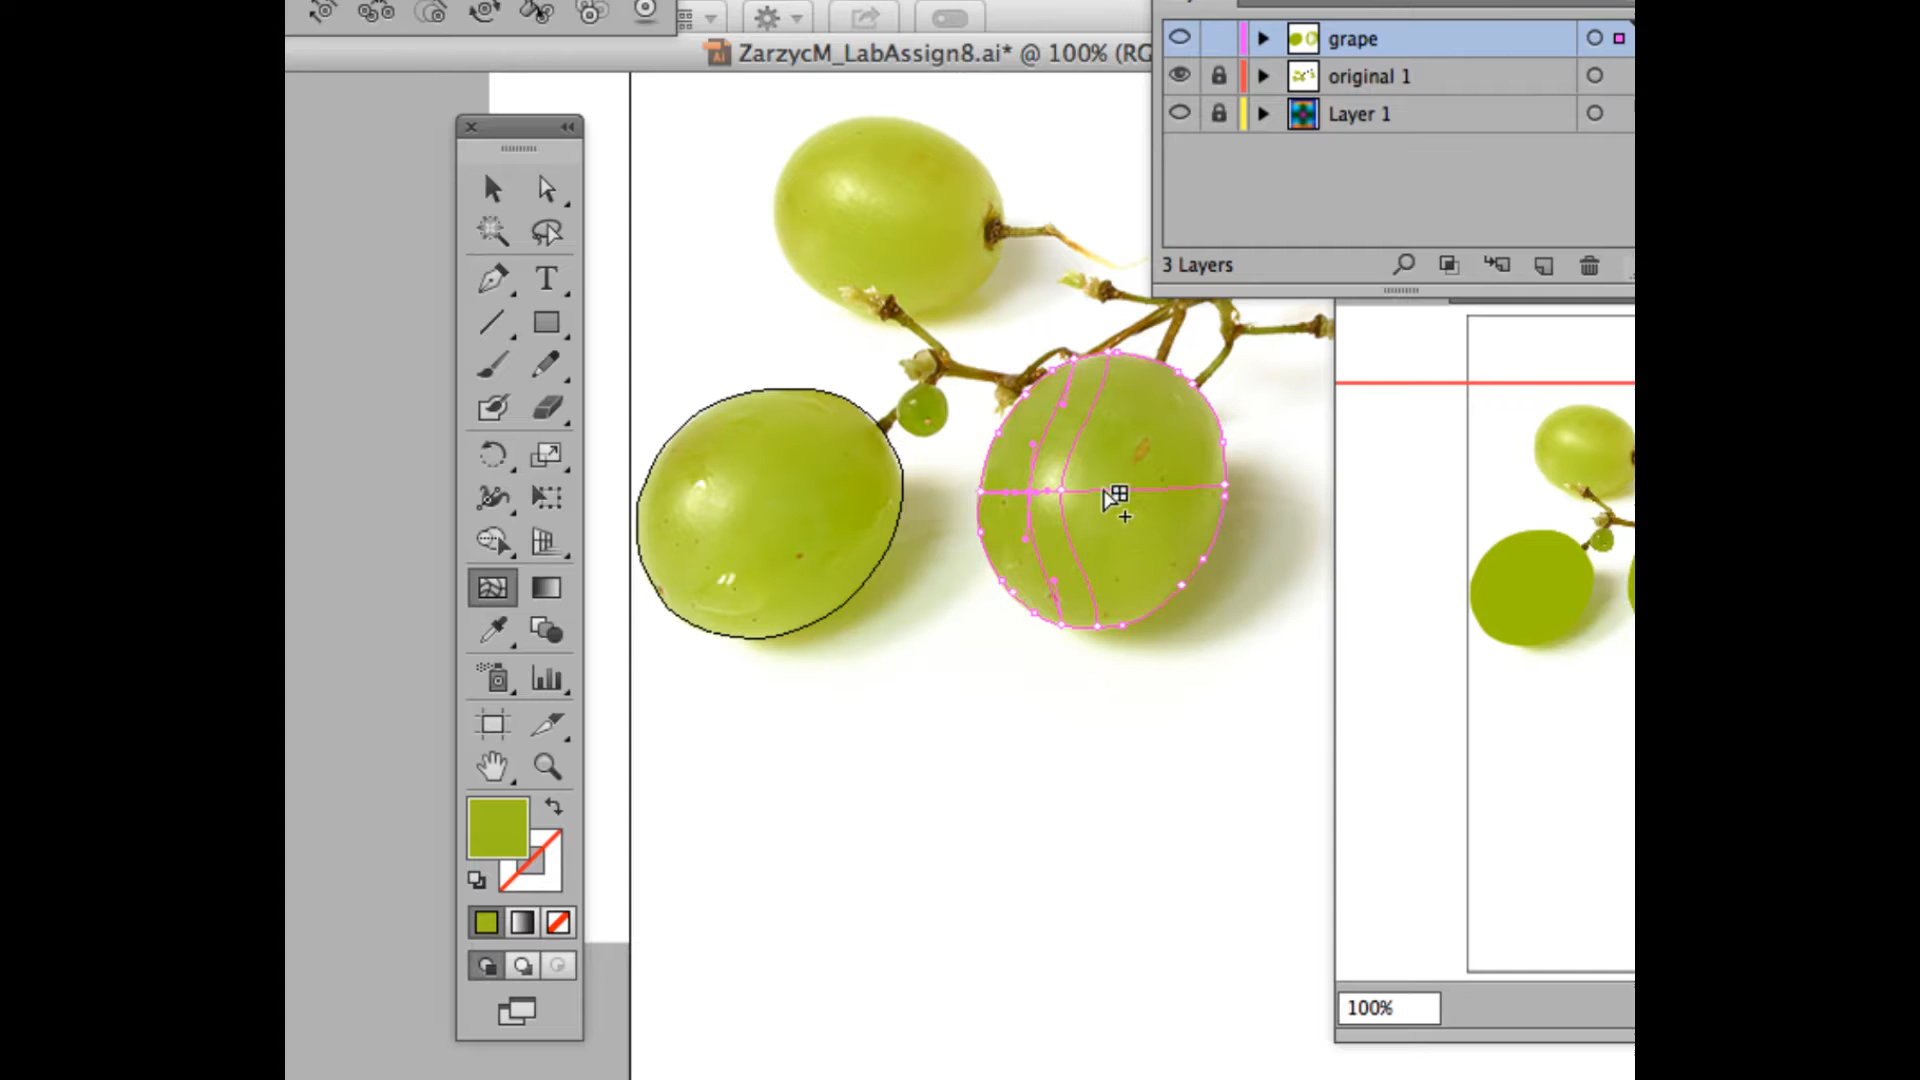 ZarzycM_LabAssign8.ai* @ 100% (RG
grape
original 1
Layer 1
3 Layers
T
100%